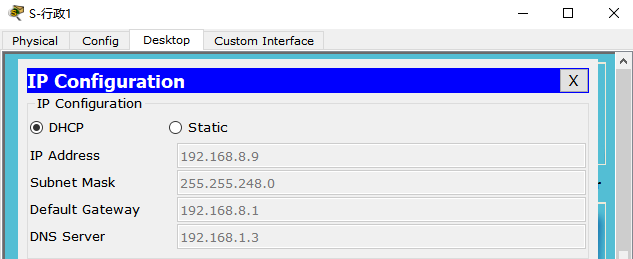 S-行政1
Physical Config Desktop Custom Interface
IP Configuration X
IP Configuration
DHCP Static
IP Address 192.168.8.9
Subnet Mask 255.255.248.0
Default Gateway 192.168.8.1
DNS Server 192.168.1.3